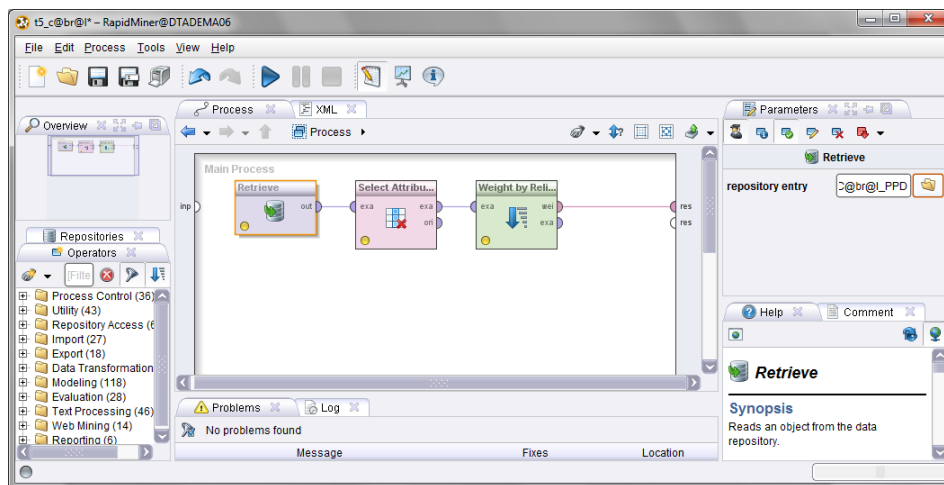 t5_c@br@l* – RapidMiner@DTADEMA06
File Edit Process Tools View Help
Overview
Process XML
Parameters
Process
Retrieve
repository entry
C@br@l_PPD
Main Process
Retrieve Select Attribu... Weight by Reli...
inp out exa exa exa wei res
ori exa res
Repositories
Operators
[Filte
Process Control (36)
Utility (43)
Repository Access (6
Import (27)
Export (18)
Data Transformation
Modeling (118)
Evaluation (28)
Text Processing (46)
Web Mining (14)
Reporting (6)
Problems Log
No problems found
Message Fixes Location
Help Comment
Retrieve
Synopsis
Reads an object from the data
repository.